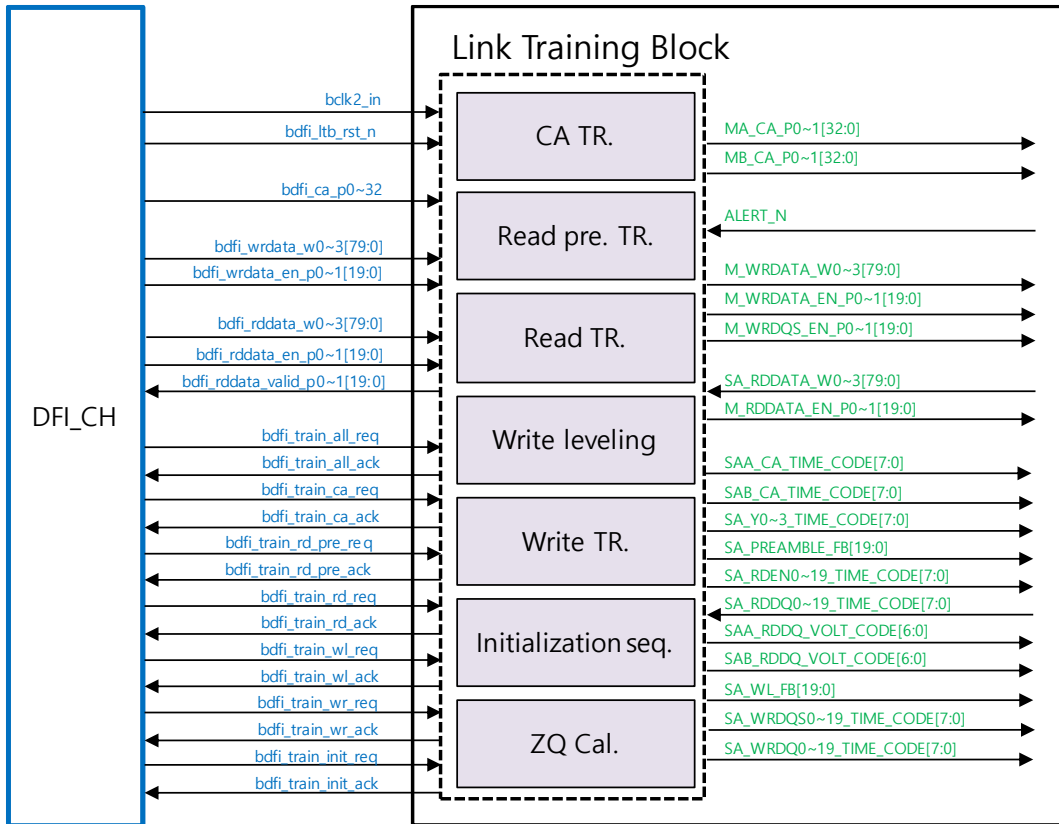 Link Training Block
DFI_CH
bclk2_in
bdfi_ltb_rst_n
bdfi_ca_p0~32
bdfi_wrdata_w0~3[79:0]
bdfi_wrdata_en_p0~1[19:0]
bdfi_rddata_w0~3[79:0]
bdfi_rddata_en_p0~1[19:0]
bdfi_rddata_valid_p0~1[19:0]
bdfi_train_all_req
bdfi_train_all_ack
bdfi_train_ca_req
bdfi_train_ca_ack
bdfi_train_rd_pre_req
bdfi_train_rd_pre_ack
bdfi_train_rd_req
bdfi_train_rd_ack
bdfi_train_wl_req
bdfi_train_wl_ack
bdfi_train_wr_req
bdfi_train_wr_ack
bdfi_train_init_req
bdfi_train_init_ack
CA TR.
Read pre. TR.
Read TR.
Write leveling
Write TR.
Initialization seq.
ZQ Cal.
MA_CA_P0~1[32:0]
MB_CA_P0~1[32:0]
ALERT_N
M_WRDATA_W0~3[79:0]
M_WRDATA_EN_P0~1[19:0]
M_WRDQS_EN_P0~1[19:0]
SA_RDDATA_W0~3[79:0]
M_RDDATA_EN_P0~1[19:0]
SAA_CA_TIME_CODE[7:0]
SAB_CA_TIME_CODE[7:0]
SA_Y0~3_TIME_CODE[7:0]
SA_PREAMBLE_FB[19:0]
SA_RDEN0~19_TIME_CODE[7:0]
SA_RDDQ0~19_TIME_CODE[7:0]
SAA_RDDQ_VOLT_CODE[6:0]
SAB_RDDQ_VOLT_CODE[6:0]
SA_WL_FB[19:0]
SA_WRDQS0~19_TIME_CODE[7:0]
SA_WRDQ0~19_TIME_CODE[7:0]